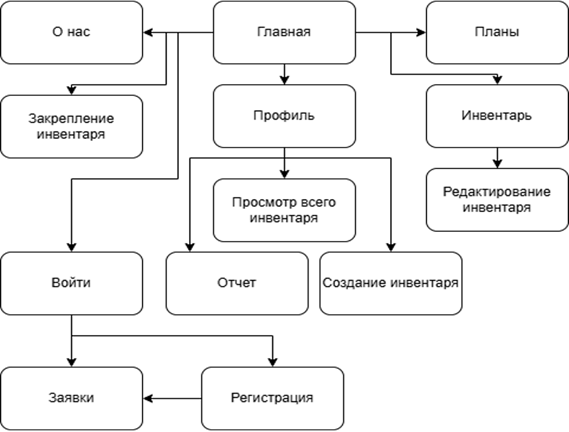 О нас
Главная
Планы
Закрепление
инвентаря
Профиль
Инвентарь
Просмотр всего
инвентаря
Редактирование
инвентаря
Войти
Отчет
Создание инвентаря
Заявки
Регистрация